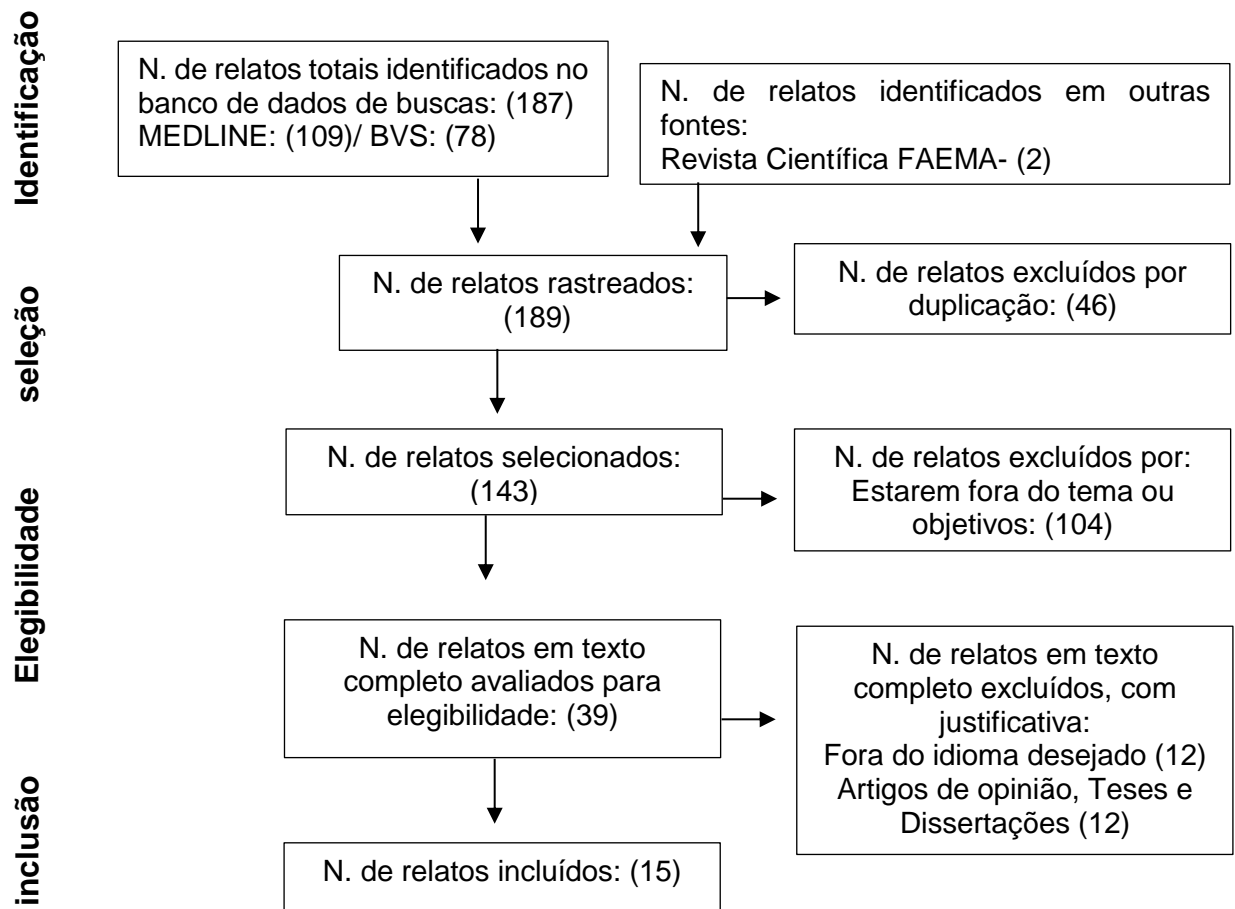 Identificação
N. de relatos totais identificados no
banco de dados de buscas: (187)
MEDLINE: (109)/ BVS: (78)
N. de relatos identificados em outras
fontes:
Revista Científica FAEMA- (2)
seleção
N. de relatos rastreados:
(189)
N. de relatos excluídos por
duplicação: (46)
N. de relatos selecionados:
(143)
N. de relatos excluídos por:
Estarem fora do tema ou
objetivos: (104)
Elegibilidade
N. de relatos em texto
completo avaliados para
elegibilidade: (39)
N. de relatos em texto
completo excluídos, com
justificativa:
Fora do idioma desejado (12)
Artigos de opinião, Teses e
Dissertações (12)
inclusão
N. de relatos incluídos: (15)